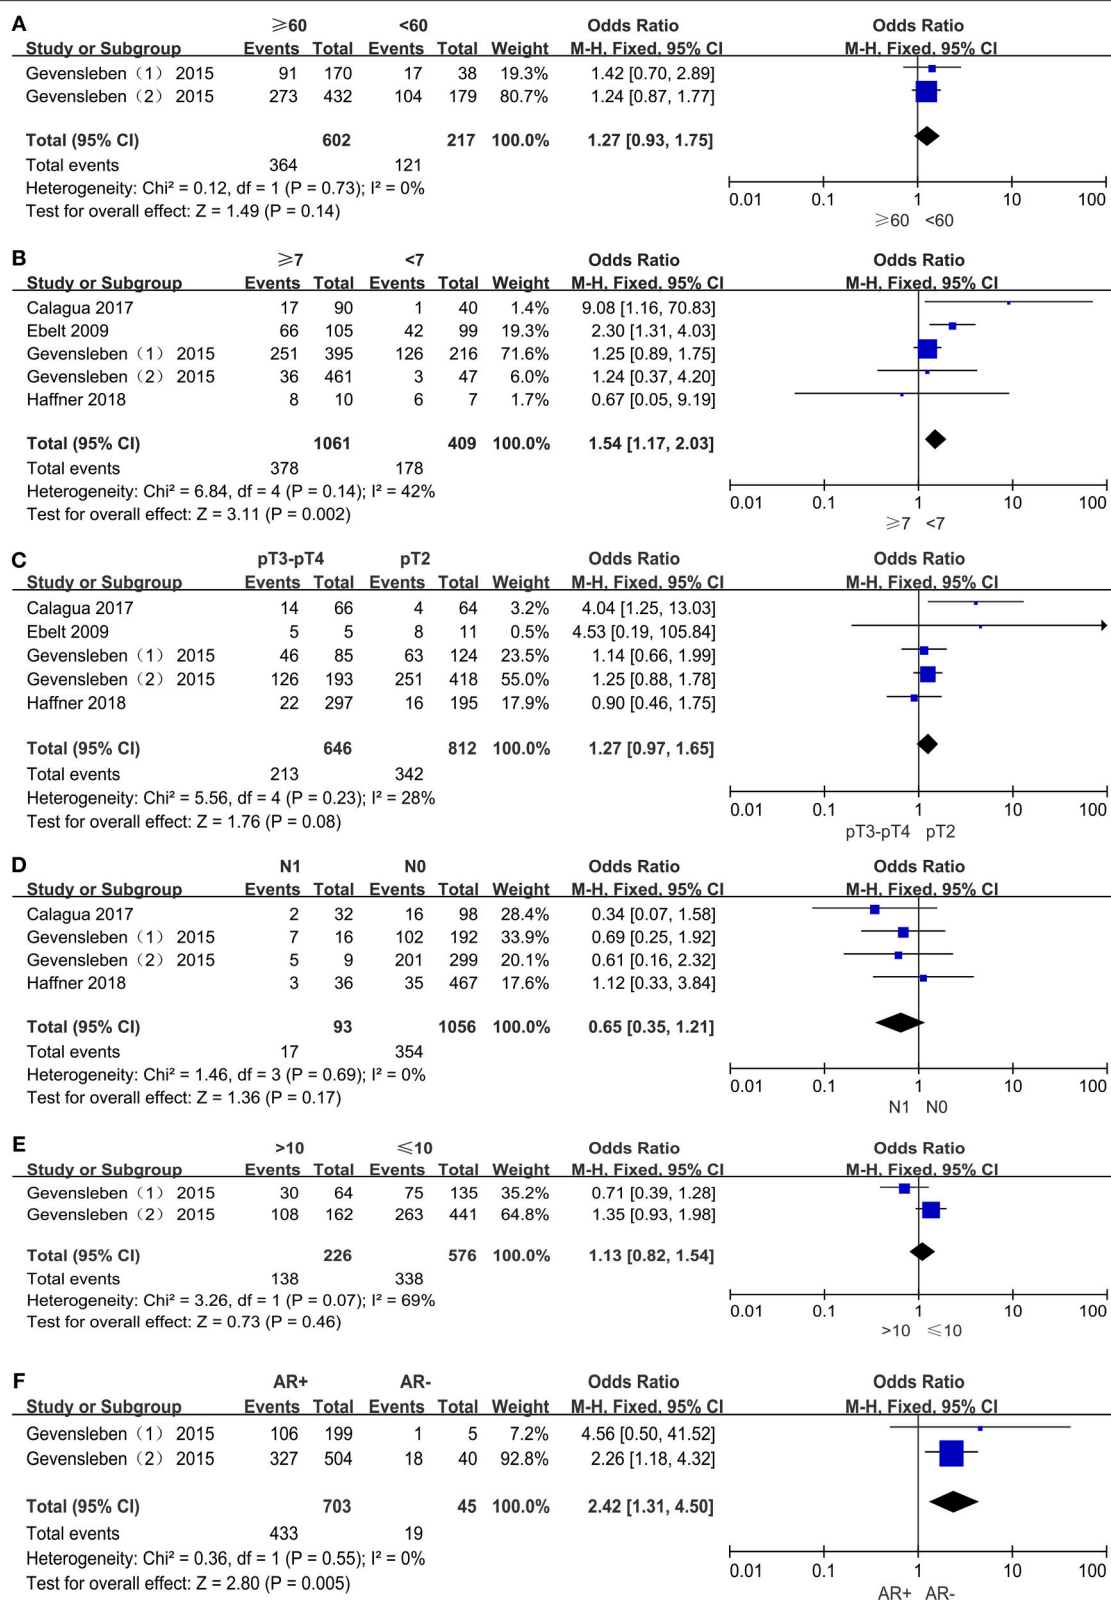 A ⩾60 <60 Odds Ratio Odds Ratio
Study or Subgroup Events Total Events Total Weight M-H, Fixed, 95% CI M-H, Fixed, 95% CI
Gevensleben（1）2015 91 170 17 38 19.3% 1.42 [0.70, 2.89]
Gevensleben（2）2015 273 432 104 179 80.7% 1.24 [0.87, 1.77]
Total (95% CI) 602 217 100.0% 1.27 [0.93, 1.75]
Total events 364 121
Heterogeneity: Chi² = 0.12, df = 1 (P = 0.73); I² = 0%
Test for overall effect: Z = 1.49 (P = 0.14)
0.01 0.1 1 10 100
⩾60 <60
B ⩾7 <7 Odds Ratio Odds Ratio
Study or Subgroup Events Total Events Total Weight M-H, Fixed, 95% CI M-H, Fixed, 95% CI
Calagua 2017 17 90 1 40 1.4% 9.08 [1.16, 70.83]
Ebelt 2009 66 105 42 99 19.3% 2.30 [1.31, 4.03]
Gevensleben（1）2015 251 395 126 216 71.6% 1.25 [0.89, 1.75]
Gevensleben（2）2015 36 461 3 47 6.0% 1.24 [0.37, 4.20]
Haffner 2018 8 10 6 7 1.7% 0.67 [0.05, 9.19]
Total (95% CI) 1061 409 100.0% 1.54 [1.17, 2.03]
Total events 378 178
Heterogeneity: Chi² = 6.84, df = 4 (P = 0.14); I² = 42%
Test for overall effect: Z = 3.11 (P = 0.002)
0.01 0.1 1 10 100
⩾7 <7
C pT3-pT4 pT2 Odds Ratio Odds Ratio
Study or Subgroup Events Total Events Total Weight M-H, Fixed, 95% CI M-H, Fixed, 95% CI
Calagua 2017 14 66 4 64 3.2% 4.04 [1.25, 13.03]
Ebelt 2009 5 5 8 11 0.5% 4.53 [0.19, 105.84]
Gevensleben（1）2015 46 85 63 124 23.5% 1.14 [0.66, 1.99]
Gevensleben（2）2015 126 193 251 418 55.0% 1.25 [0.88, 1.78]
Haffner 2018 22 297 16 195 17.9% 0.90 [0.46, 1.75]
Total (95% CI) 646 812 100.0% 1.27 [0.97, 1.65]
Total events 213 342
Heterogeneity: Chi² = 5.56, df = 4 (P = 0.23); I² = 28%
Test for overall effect: Z = 1.76 (P = 0.08)
0.01 0.1 1 10 100
pT3-pT4 pT2
D N1 N0 Odds Ratio Odds Ratio
Study or Subgroup Events Total Events Total Weight M-H, Fixed, 95% CI M-H, Fixed, 95% CI
Calagua 2017 2 32 16 98 28.4% 0.34 [0.07, 1.58]
Gevensleben（1）2015 7 16 102 192 33.9% 0.69 [0.25, 1.92]
Gevensleben（2）2015 5 9 201 299 20.1% 0.61 [0.16, 2.32]
Haffner 2018 3 36 35 467 17.6% 1.12 [0.33, 3.84]
Total (95% CI) 93 1056 100.0% 0.65 [0.35, 1.21]
Total events 17 354
Heterogeneity: Chi² = 1.46, df = 3 (P = 0.69); I² = 0%
Test for overall effect: Z = 1.36 (P = 0.17)
0.01 0.1 1 10 100
N1 N0
E >10 ⩽10 Odds Ratio Odds Ratio
Study or Subgroup Events Total Events Total Weight M-H, Fixed, 95% CI M-H, Fixed, 95% CI
Gevensleben（1）2015 30 64 75 135 35.2% 0.71 [0.39, 1.28]
Gevensleben（2）2015 108 162 263 441 64.8% 1.35 [0.93, 1.98]
Total (95% CI) 226 576 100.0% 1.13 [0.82, 1.54]
Total events 138 338
Heterogeneity: Chi² = 3.26, df = 1 (P = 0.07); I² = 69%
Test for overall effect: Z = 0.73 (P = 0.46)
0.01 0.1 1 10 100
>10 ⩽10
F AR+ AR- Odds Ratio Odds Ratio
Study or Subgroup Events Total Events Total Weight M-H, Fixed, 95% CI M-H, Fixed, 95% CI
Gevensleben（1）2015 106 199 1 5 7.2% 4.56 [0.50, 41.52]
Gevensleben（2）2015 327 504 18 40 92.8% 2.26 [1.18, 4.32]
Total (95% CI) 703 45 100.0% 2.42 [1.31, 4.50]
Total events 433 19
Heterogeneity: Chi² = 0.36, df = 1 (P = 0.55); I² = 0%
Test for overall effect: Z = 2.80 (P = 0.005)
0.01 0.1 1 10 100
AR+ AR-